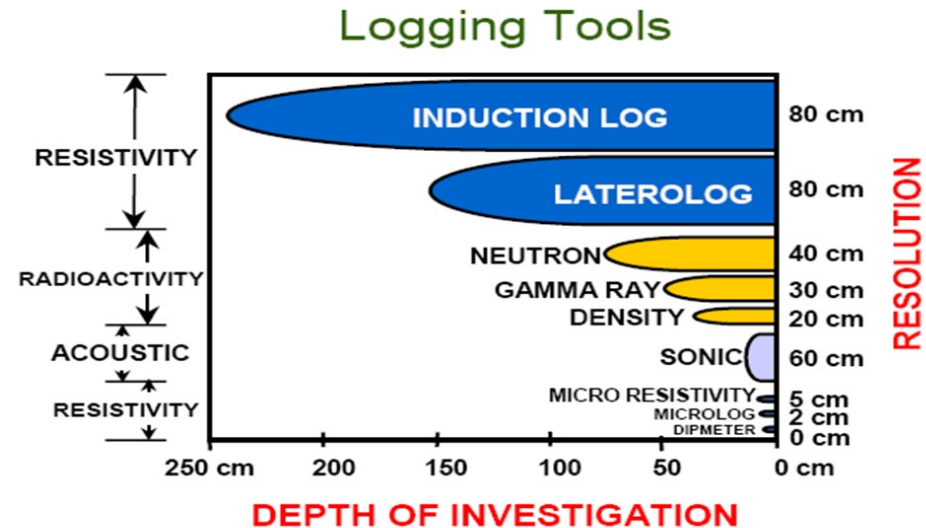 Logging Tools
RESISTIVITY
RADIOACTIVITY
ACOUSTIC
RESISTIVITY
INDUCTION LOG
80 cm
LATEROLOG
80 cm
NEUTRON
40 cm
GAMMA RAY
30 cm
DENSITY
20 cm
SONIC
60 cm
MICRO RESISTIVITY
5 cm
MICROLOG
2 cm
DIPMETER
0 cm
RESOLUTION
250 cm 200 150 100 50 0 cm
DEPTH OF INVESTIGATION